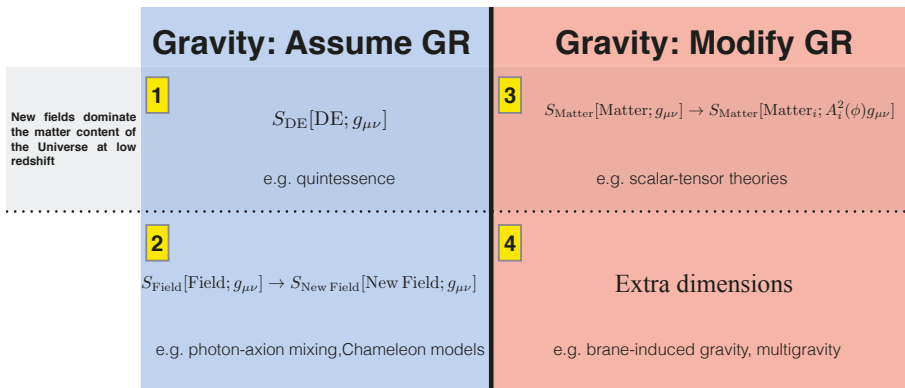 Gravity: Assume GR
Gravity: Modify GR
New fields dominate
the matter content of
the Universe at low
redshift
1
S_DE[DE; g_μν]
e.g. quintessence
3
S_Matter[Matter; g_μν] → S_Matter[Matter_i; A_i^2(ϕ)g_μν]
e.g. scalar-tensor theories
2
S_Field[Field; g_μν] → S_New Field[New Field; g_μν]
e.g. photon-axion mixing,Chameleon models
4
Extra dimensions
e.g. brane-induced gravity, multigravity